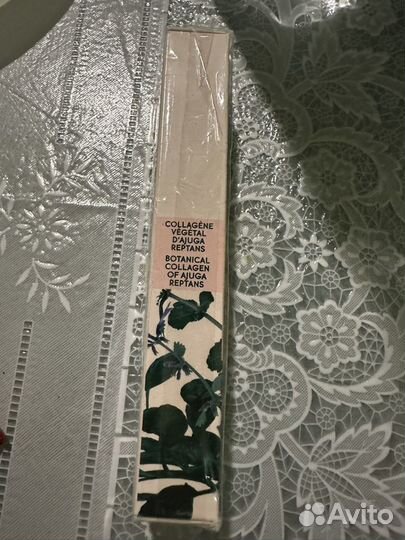 COLLAGÈNE
VÉGÉTAL
D'AJUGA
REPTANS
BOTANICAL
COLLAGEN
OF AJUGA
REPTANS
Avito